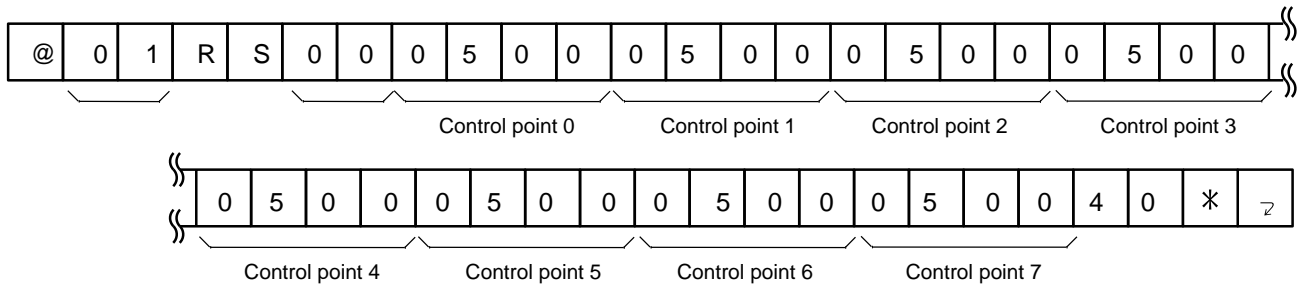 @ 0 1 R S 0 0 0 5 0 0 0 5 0 0 0 5 0 0 0 5 0 0
Control point 0 Control point 1 Control point 2 Control point 3
0 5 0 0 0 5 0 0 0 5 0 0 0 5 0 0 4 0 *
Control point 4 Control point 5 Control point 6 Control point 7